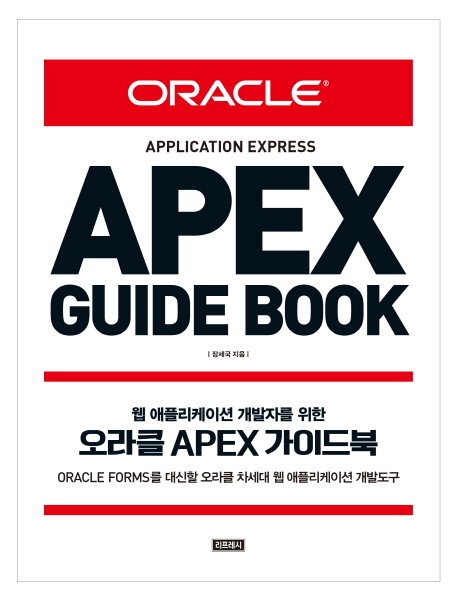 ORACLE®
APPLICATION EXPRESS
APEX
GUIDE BOOK
| 장세국 지음 |
웹 애플리케이션 개발자를 위한
오라클 APEX 가이드북
ORACLE FORMS를 대신할 오라클 차세대 웹 애플리케이션 개발도구
리프레시